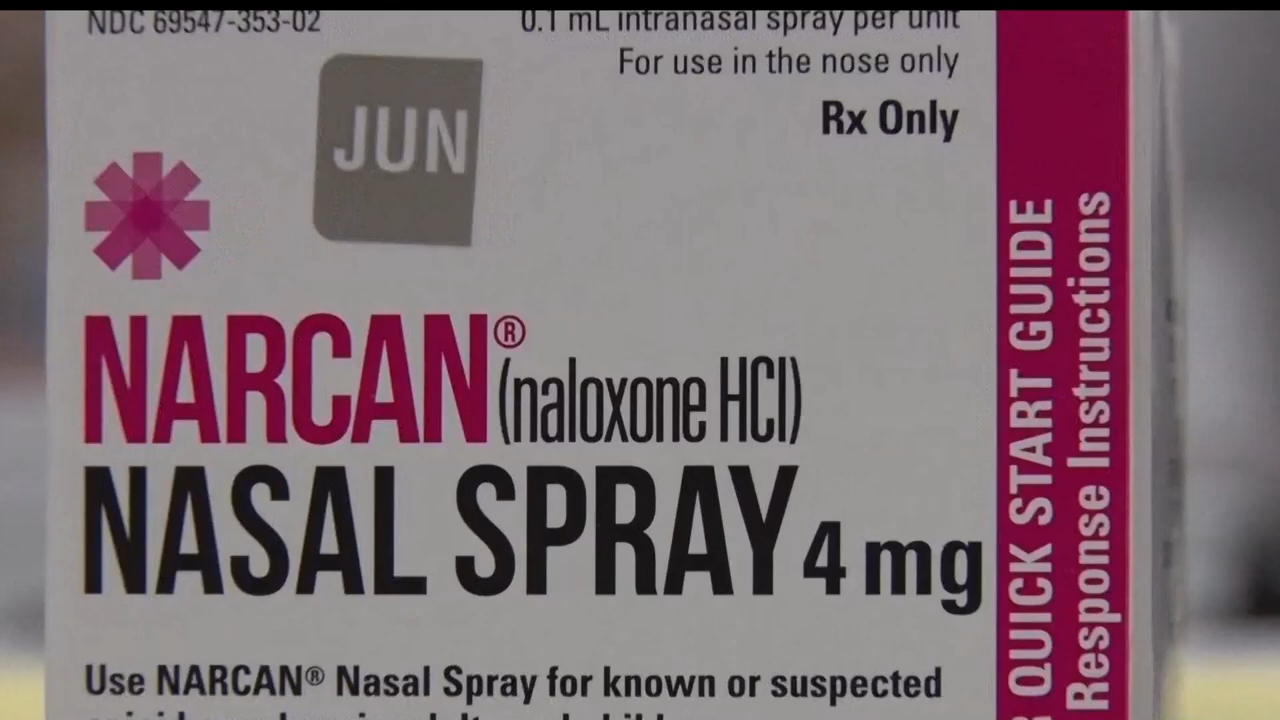 NDC 69547-353-02
0.1 mL intranasal spray per unit
For use in the nose only
Rx Only
JUN
NARCAN® (naloxone HCl)
NASAL SPRAY 4 mg
Use NARCAN® Nasal Spray for known or suspected
QUICK START GUIDE
Response Instructions